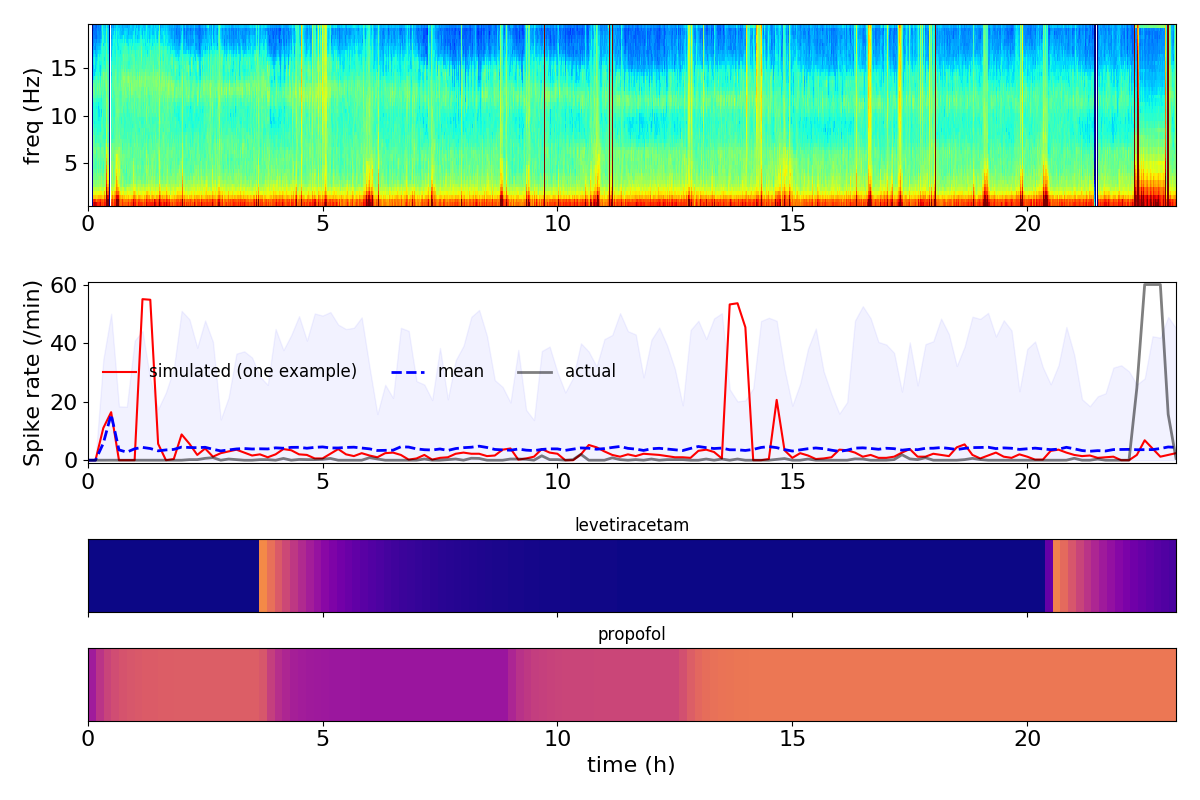 freq (Hz)
15
10
5
0 5 10 15 20
Spike rate (/min)
60
40
20
0
simulated (one example) mean actual
0 5 10 15 20
levetiracetam
propofol
0 5 10 15 20
time (h)